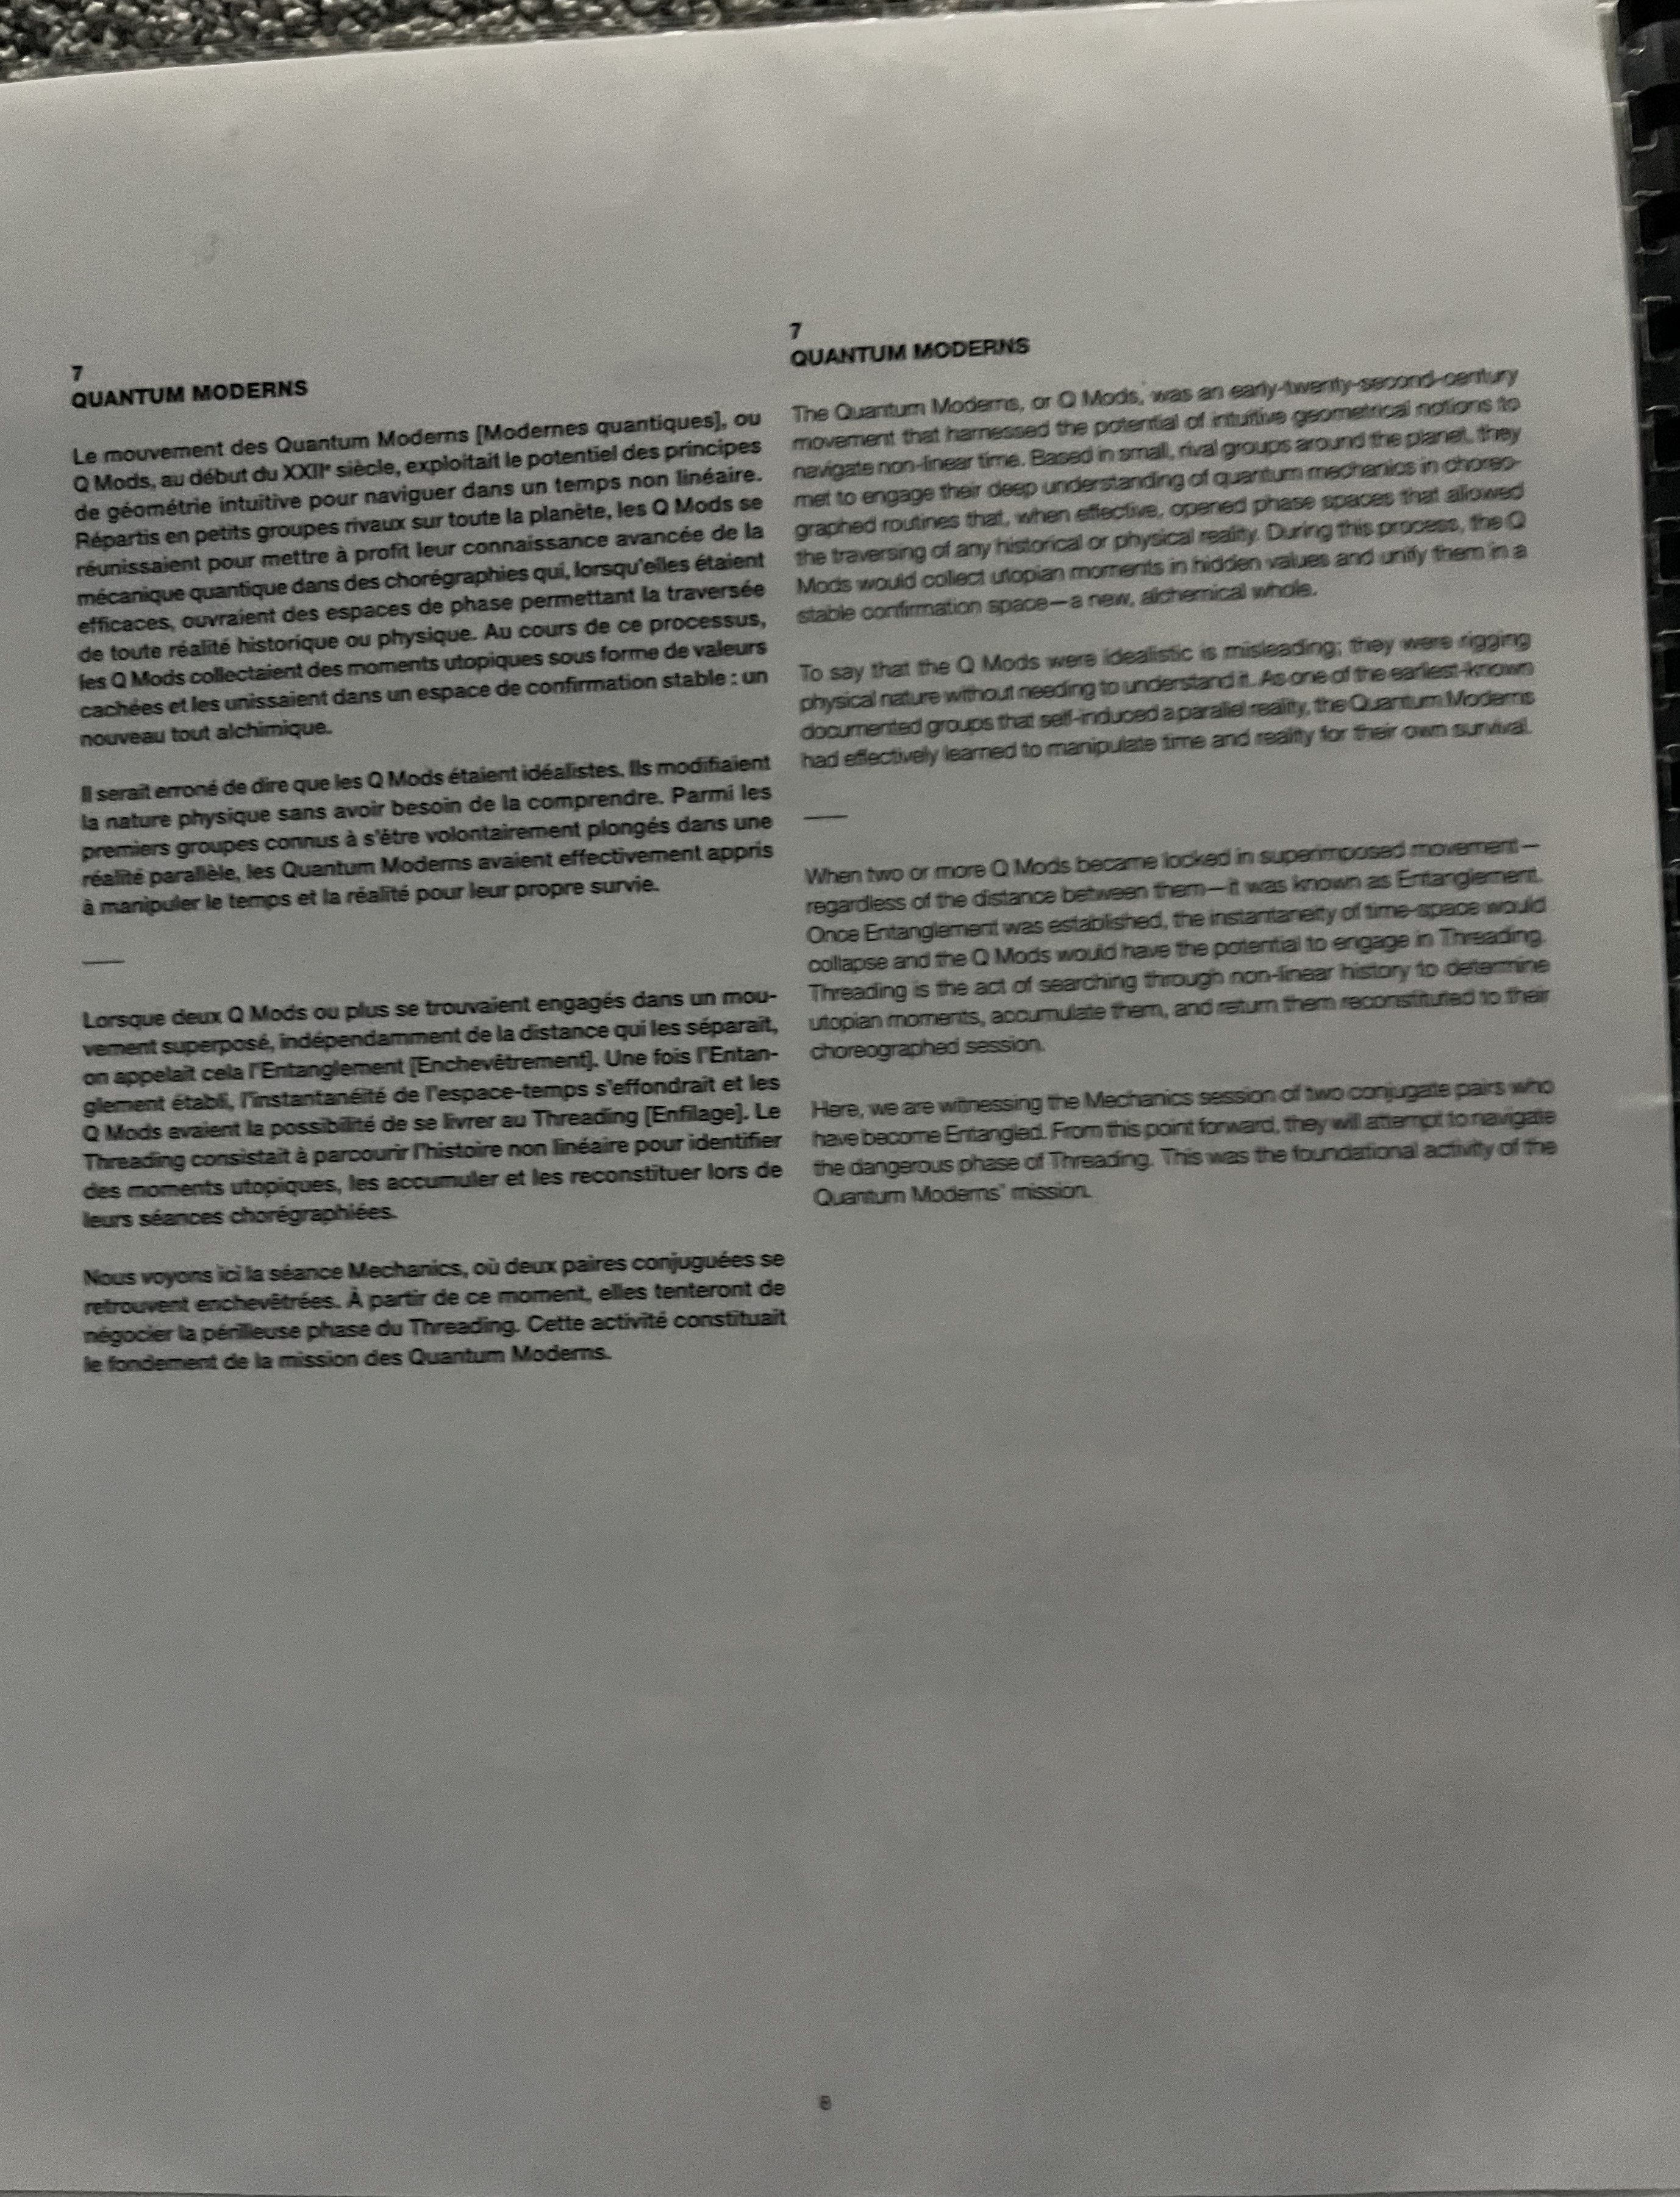 7
QUANTUM MODERNS
Le mouvement des Quantum Moderns [Modernes quantiques], ou
Q Mods, au début du XXIIᵉ siècle, exploitait le potentiel des principes
de géométrie intuitive pour naviguer dans un temps non linéaire.
Répartis en petits groupes rivaux sur toute la planète, les Q Mods se
réunissaient pour mettre à profit leur connaissance avancée de la
mécanique quantique dans des chorégraphies qui, lorsqu'elles étaient
efficaces, ouvraient des espaces de phase permettant la traversée
de toute réalité historique ou physique. Au cours de ce processus,
les Q Mods collectaient des moments utopiques sous forme de valeurs
cachées et les unissaient dans un espace de confirmation stable : un
nouveau tout alchimique.
Il serait erroné de dire que les Q Mods étaient idéalistes. Ils modifiaient
la nature physique sans avoir besoin de la comprendre. Parmi les
premiers groupes connus à s'être volontairement plongés dans une
réalité parallèle, les Quantum Moderns avaient effectivement appris
à manipuler le temps et la réalité pour leur propre survie.
—
Lorsque deux Q Mods ou plus se trouvaient engagés dans un mou-
vement superposé, indépendamment de la distance qui les séparait,
on appelait cela l'Entanglement [Enchevêtrement]. Une fois l'Entan-
glement établi, l'instantanéité de l'espace-temps s'effondrait et les
Q Mods avaient la possibilité de se livrer au Threading [Enfilage]. Le
Threading consistait à parcourir l'histoire non linéaire pour identifier
des moments utopiques, les accumuler et les reconstituer lors de
leurs séances chorégraphiées.
Nous voyons ici la séance Mechanics, où deux paires conjuguées se
retrouvent enchevêtrées. À partir de ce moment, elles tenteront de
négocier la périlleuse phase du Threading. Cette activité constituait
le fondement de la mission des Quantum Moderns.
7
QUANTUM MODERNS
The Quantum Moderns, or Q Mods, was an early-twenty-second-century
movement that harnessed the potential of intuitive geometrical notions to
navigate non-linear time. Based in small, rival groups around the planet, they
met to engage their deep understanding of quantum mechanics in choreo-
graphed routines that, when effective, opened phase spaces that allowed
the traversing of any historical or physical reality. During this process, the Q
Mods would collect utopian moments in hidden values and unify them in a
stable confirmation space—a new, alchemical whole.
To say that the Q Mods were idealistic is misleading; they were rigging
physical nature without needing to understand it. As one of the earliest-known
documented groups that self-induced a parallel reality, the Quantum Moderns
had effectively learned to manipulate time and reality for their own survival.
—
When two or more Q Mods became locked in superimposed movement—
regardless of the distance between them—it was known as Entanglement.
Once Entanglement was established, the instantaneity of time-space would
collapse and the Q Mods would have the potential to engage in Threading.
Threading is the act of searching through non-linear history to determine
utopian moments, accumulate them, and return them reconstituted to their
choreographed session.
Here, we are witnessing the Mechanics session of two conjugate pairs who
have become Entangled. From this point forward, they will attempt to navigate
the dangerous phase of Threading. This was the foundational activity of the
Quantum Moderns' mission.
8